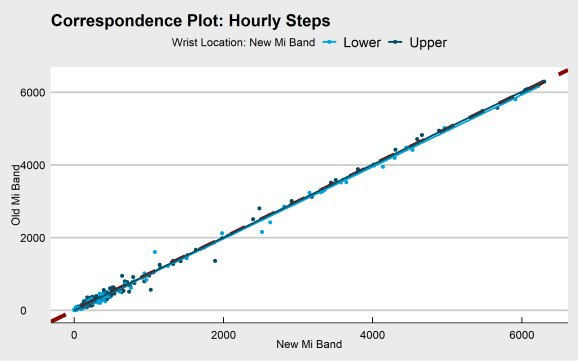 Correspondence Plot: Hourly Steps
Wrist Location: New Mi Band Lower Upper
6000
4000
Old Mi Band
2000
0
0 2000 4000 6000
New Mi Band